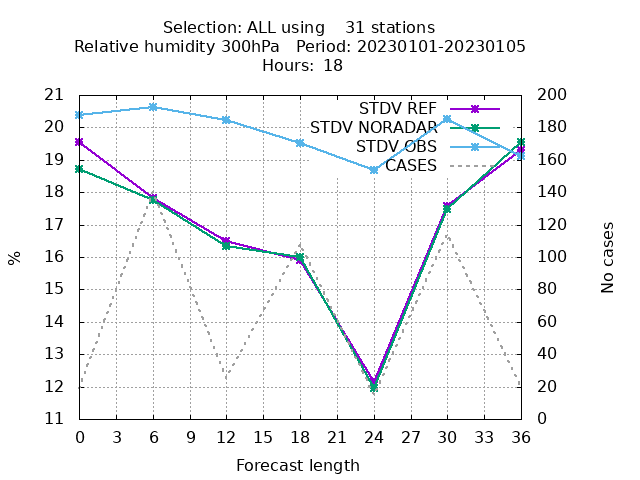 Selection: ALL using    31 stations
Relative humidity 300hPa   Period: 20230101-20230105
Hours: 18
STDV REF
STDV NORADAR
STDV OBS
CASES
21
20
19
18
17
16
15
14
13
12
11
%
200
180
160
140
120
100
80
60
40
20
0
No cases
0 3 6 9 12 15 18 21 24 27 30 33 36
Forecast length